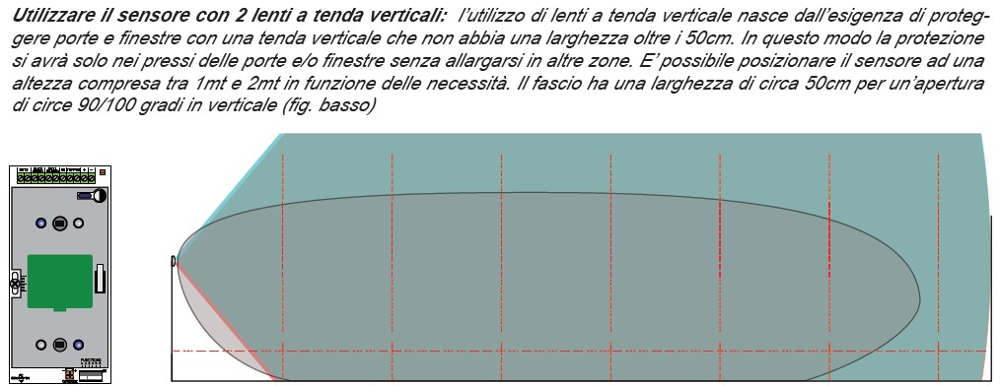 Utilizzare il sensore con 2 lenti a tenda verticali: l'utilizzo di lenti a tenda verticale nasce dall'esigenza di proteg-
gere porte e finestre con una tenda verticale che non abbia una larghezza oltre i 50cm. In questo modo la protezione
si avrà solo nei pressi delle porte e/o finestre senza allargarsi in altre zone. E' possibile posizionare il sensore ad una
altezza compresa tra 1mt e 2mt in funzione delle necessità. Il fascio ha una larghezza di circa 50cm per un'apertura
di circe 90/100 gradi in verticale (fig. basso)
FUNCTIONS